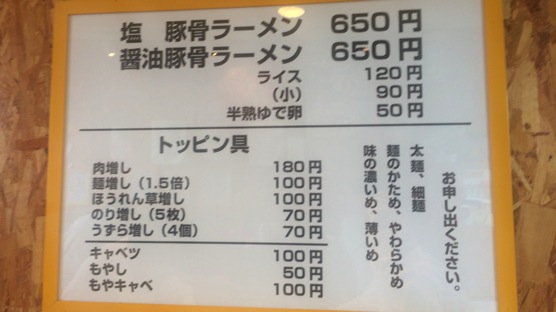 塩　豚骨ラーメン　650円
醤油豚骨ラーメン　650円
ライス　120円
（小）　90円
半熟ゆで卵　50円
トッピン具
肉増し　180円
麺増し（1.5倍）　100円
ほうれん草増し　100円
のり増し（5枚）　70円
うずら増し（4個）　70円
キャベツ　100円
もやし　50円
もやキャベ　100円
太麺、細麺
麺のかため、やわらかめ
味の濃いめ、薄いめ
お申し出ください。